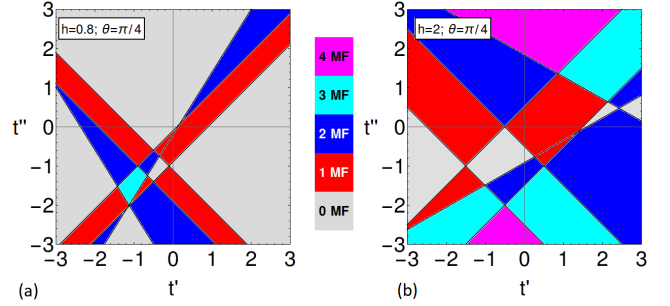 h=0.8; θ=π/4
3
2
1
0
−1
−2
−3
t''
−3 −2 −1 0 1 2 3
t'
(a)
4 MF
3 MF
2 MF
1 MF
0 MF
h=2; θ=π/4
3
2
1
0
−1
−2
−3
t''
−3 −2 −1 0 1 2 3
t'
(b)